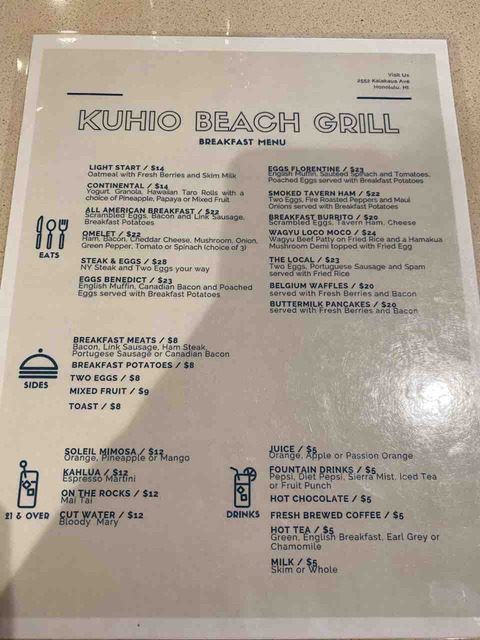 Visit Us
2552 Kalakaua Ave
Honolulu, HI
KUHIO BEACH GRILL
BREAKFAST MENU
EATS
LIGHT START / $14
Oatmeal with Fresh Berries and Skim Milk
CONTINENTAL / $14
Yogurt, Granola, Hawaiian Taro Rolls with a
choice of Pineapple, Papaya or Mixed Fruit
ALL AMERICAN BREAKFAST / $22
Scrambled Eggs, Bacon and Link Sausage,
Breakfast Potatoes
OMELET / $22
Ham, Bacon, Cheddar Cheese, Mushroom, Onion,
Green Pepper, Tomato or Spinach (choice of 3)
STEAK & EGGS / $28
NY Steak and Two Eggs your way
EGGS BENEDICT / $23
English Muffin, Canadian Bacon and Poached
Eggs served with Breakfast Potatoes
EGGS FLORENTINE / $23
English Muffin, Sauteed Spinach and Tomatoes,
Poached Eggs served with Breakfast Potatoes
SMOKED TAVERN HAM / $22
Two Eggs, Fire Roasted Peppers and Maui
Onions served with Breakfast Potatoes
BREAKFAST BURRITO / $20
Scrambled Eggs, Tavern Ham, Cheese
WAGYU LOCO MOCO / $24
Wagyu Beef Patty on Fried Rice and a Hamakua
Mushroom Demi topped with Fried Egg
THE LOCAL / $23
Two Eggs, Portuguese Sausage and Spam
served with Fried Rice
BELGIUM WAFFLES / $20
served with Fresh Berries and Bacon
BUTTERMILK PANCAKES / $20
served with Fresh Berries and Bacon
SIDES
BREAKFAST MEATS / $8
Bacon, Link Sausage, Ham Steak,
Portugese Sausage or Canadian Bacon
BREAKFAST POTATOES / $8
TWO EGGS / $8
MIXED FRUIT / $9
TOAST / $8
21 & OVER
SOLEIL MIMOSA / $12
Orange, Pineapple or Mango
KAHLUA / $12
Espresso Martini
ON THE ROCKS / $12
Mai Tai
CUT WATER / $12
Bloody Mary
DRINKS
JUICE / $5
Orange, Apple or Passion Orange
FOUNTAIN DRINKS / $5
Pepsi, Diet Pepsi, Sierra Mist, Iced Tea
or Fruit Punch
HOT CHOCOLATE / $5
FRESH BREWED COFFEE / $5
HOT TEA / $5
Green, English Breakfast, Earl Grey or
Chamomile
MILK / $5
Skim or Whole